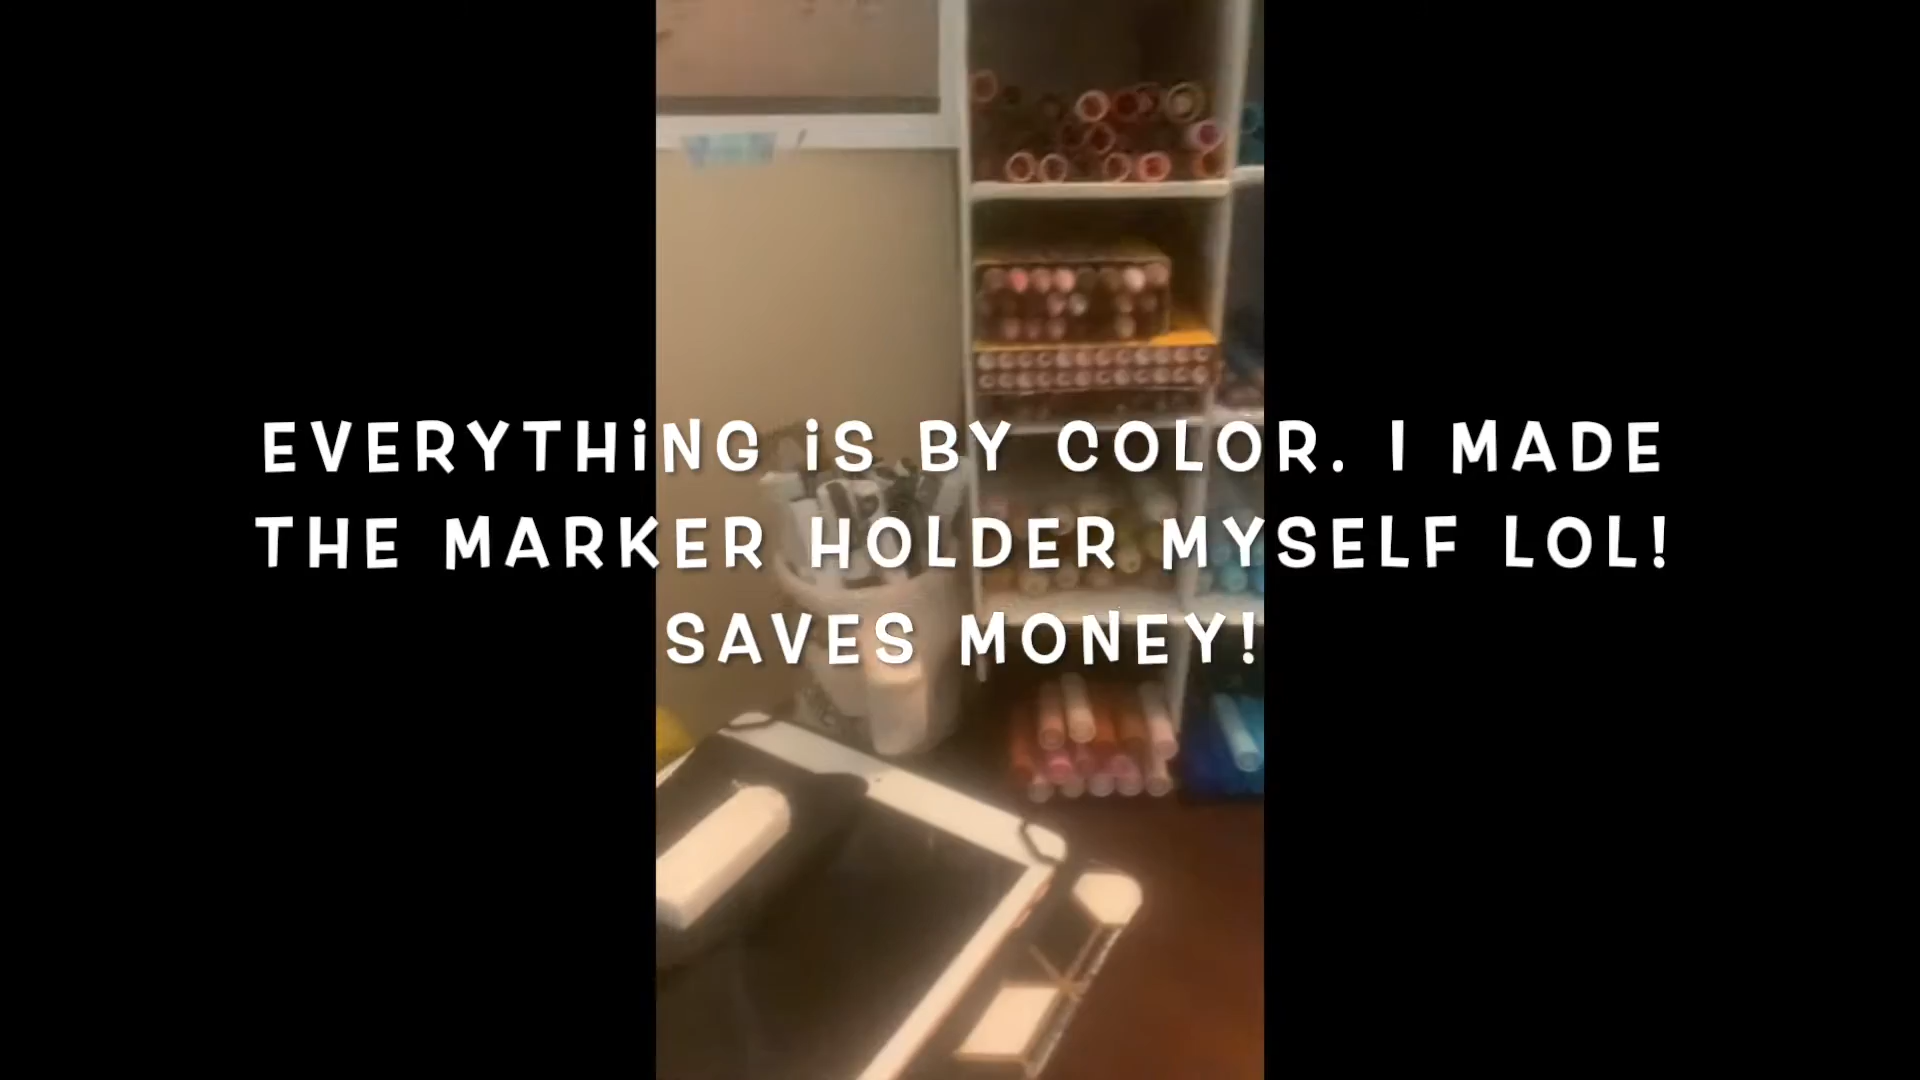 EVERYTHiNG iS BY COLOR. I MADE
THE MARKER HOLDER MYSELF LOL!
SAVES MONEY!